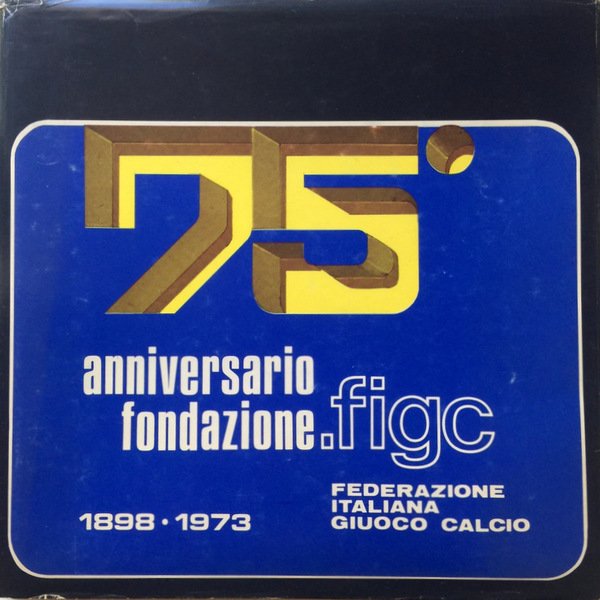 75°
anniversario
fondazione.figc
1898 • 1973
FEDERAZIONE
ITALIANA
GIUOCO CALCIO